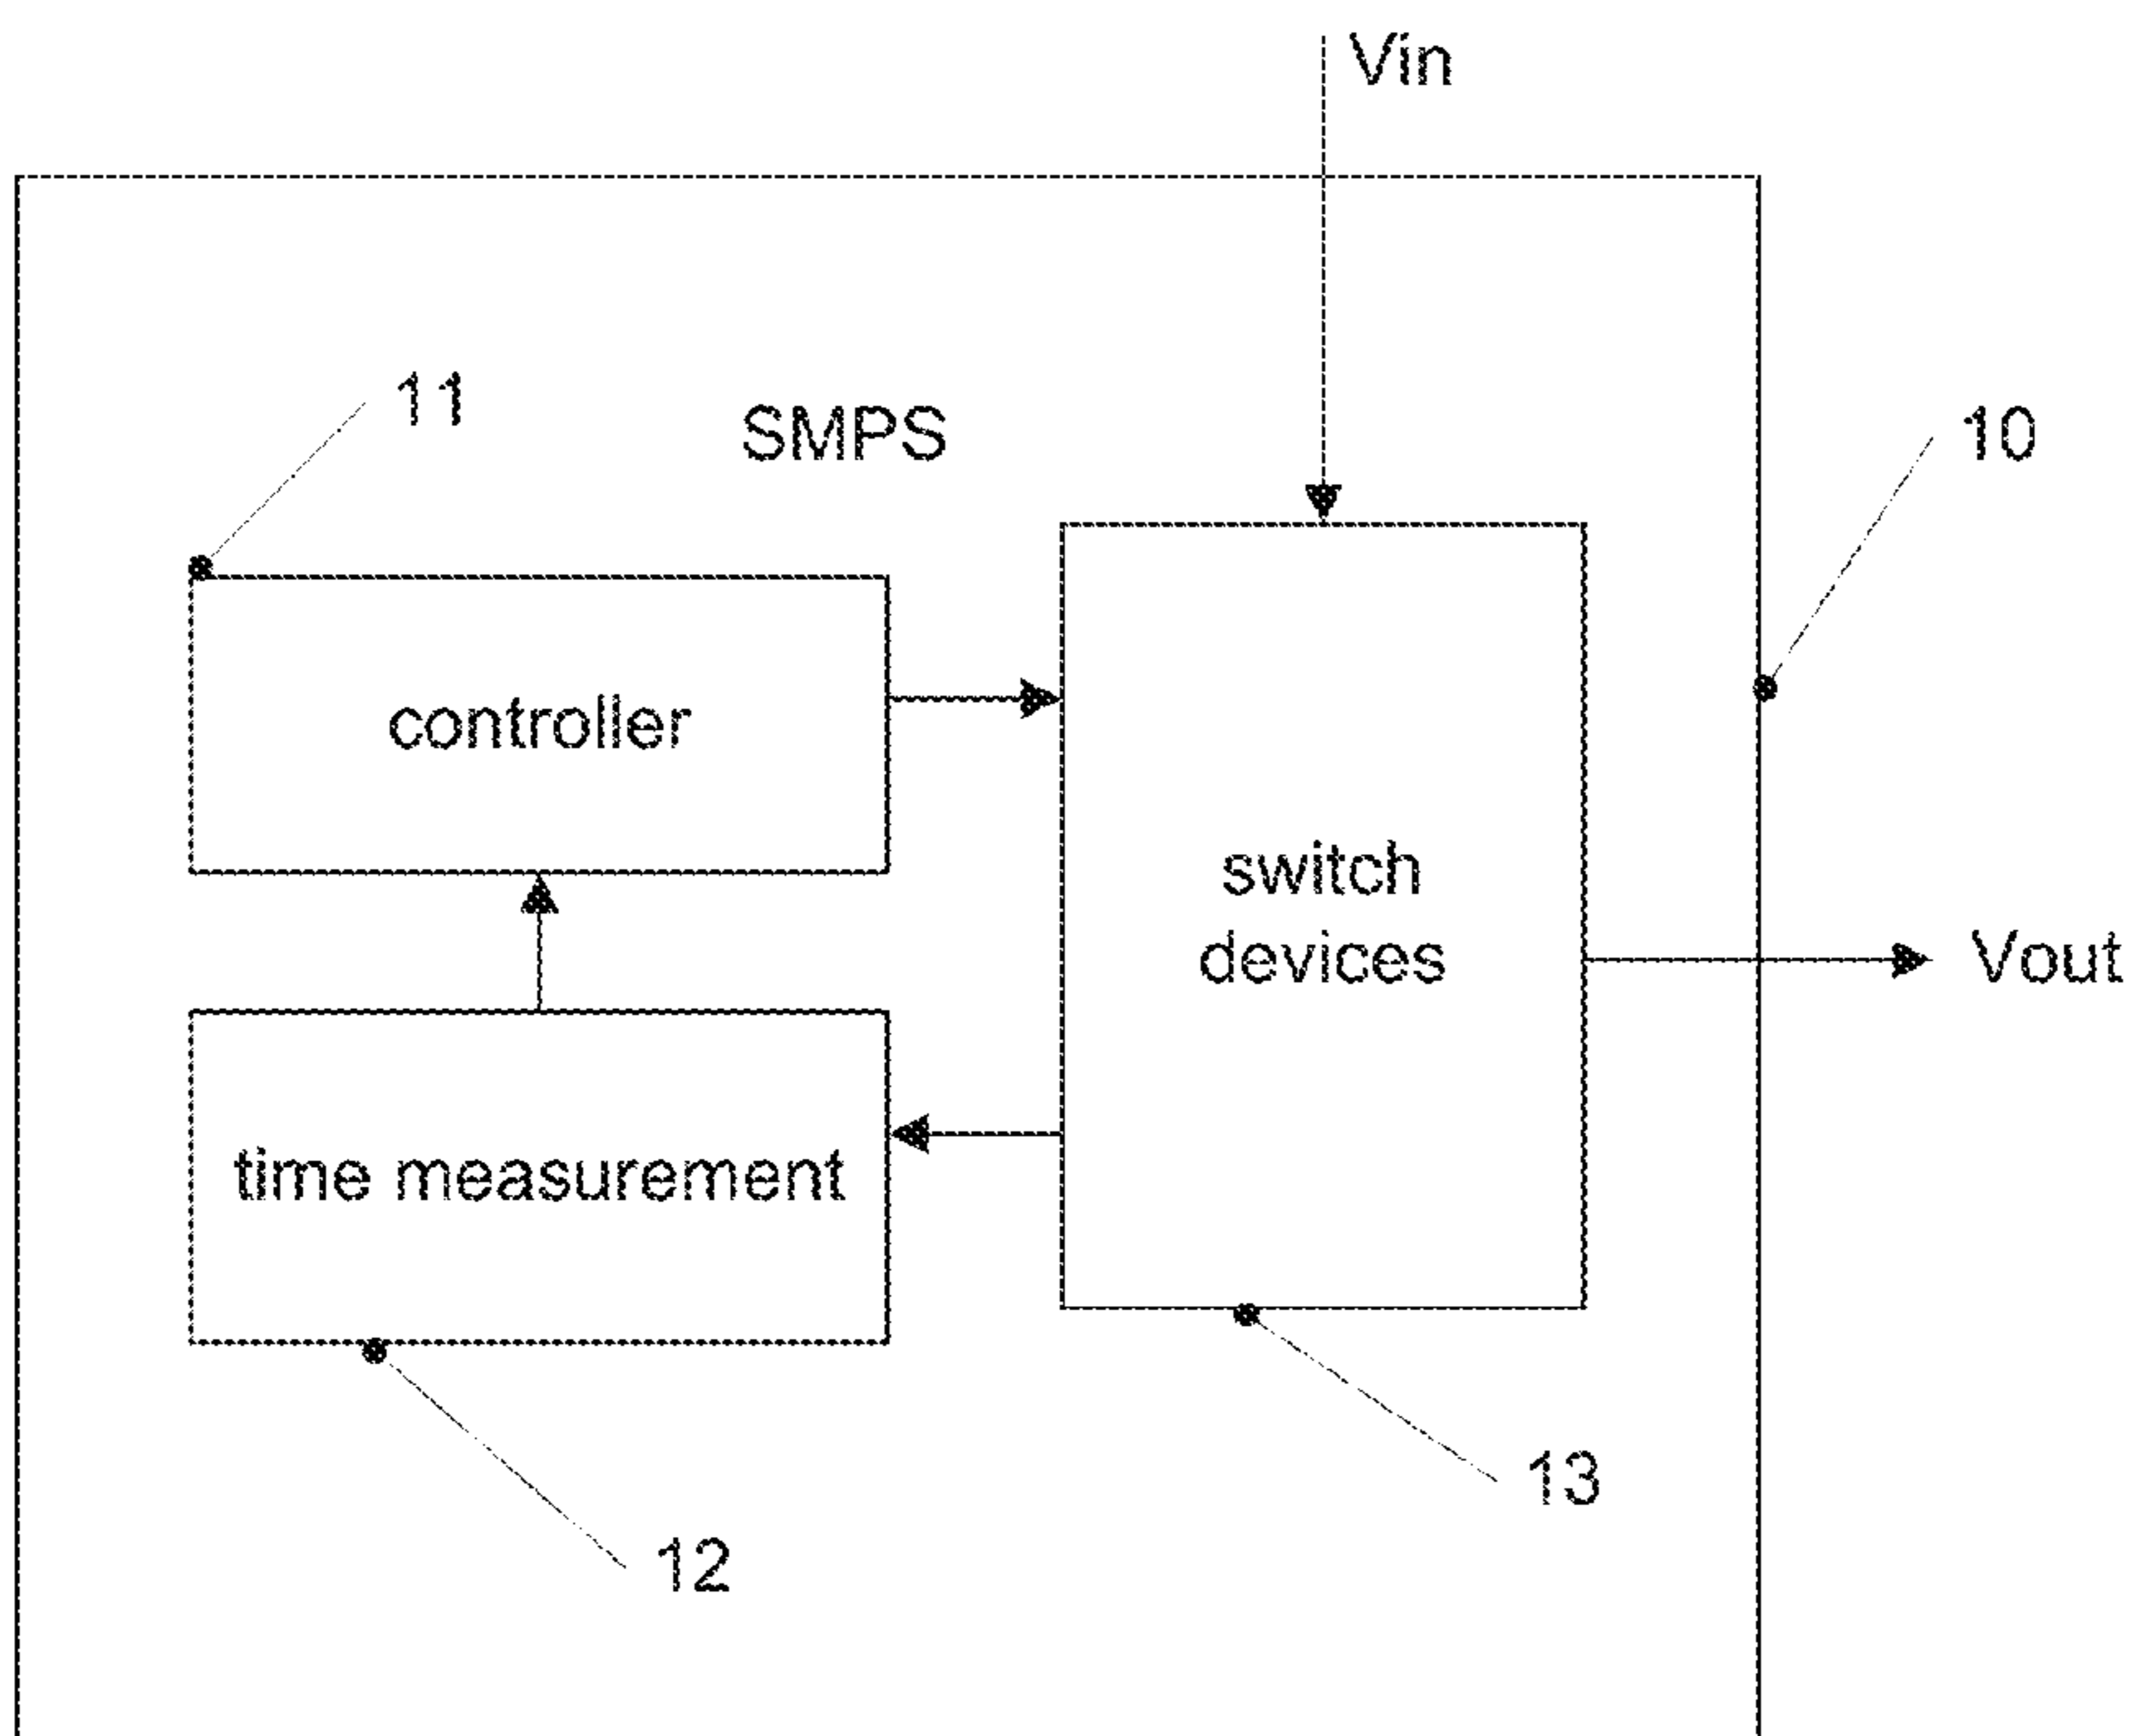 Vin
11
SMPS
10
controller
switch
devices
Vout
time measurement
13
12